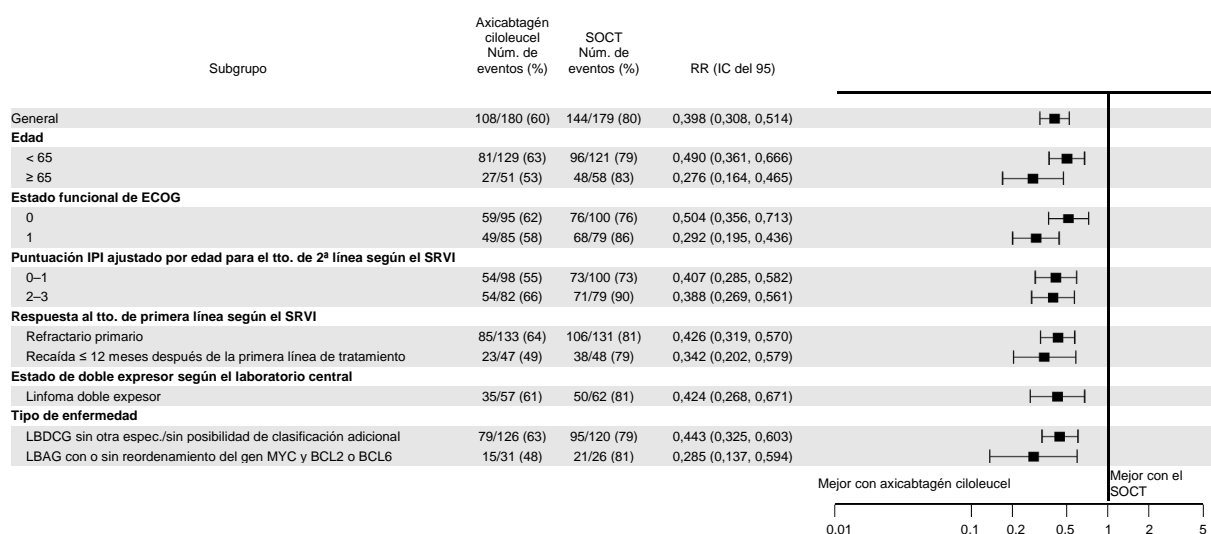 Subgrupo
Axicabtagén
ciloleucel
Núm. de
eventos (%)
SOCT
Núm. de
eventos (%)
RR (IC del 95)
General 108/180 (60) 144/179 (80) 0,398 (0,308, 0,514)
Edad
< 65 81/129 (63) 96/121 (79) 0,490 (0,361, 0,666)
≥ 65 27/51 (53) 48/58 (83) 0,276 (0,164, 0,465)
Estado funcional de ECOG
0 59/95 (62) 76/100 (76) 0,504 (0,356, 0,713)
1 49/85 (58) 68/79 (86) 0,292 (0,195, 0,436)
Puntuación IPI ajustado por edad para el tto. de 2ª línea según el SRVI
0–1 54/98 (55) 73/100 (73) 0,407 (0,285, 0,582)
2–3 54/82 (66) 71/79 (90) 0,388 (0,269, 0,561)
Respuesta al tto. de primera línea según el SRVI
Refractario primario 85/133 (64) 106/131 (81) 0,426 (0,319, 0,570)
Recaída ≤ 12 meses después de la primera línea de tratamiento 23/47 (49) 38/48 (79) 0,342 (0,202, 0,579)
Estado de doble expresor según el laboratorio central
Linfoma doble expesor 35/57 (61) 50/62 (81) 0,424 (0,268, 0,671)
Tipo de enfermedad
LBDCG sin otra espec./sin posibilidad de clasificación adicional 79/126 (63) 95/120 (79) 0,443 (0,325, 0,603)
LBAG con o sin reordenamiento del gen MYC y BCL2 o BCL6 15/31 (48) 21/26 (81) 0,285 (0,137, 0,594)
Mejor con axicabtagén ciloleucel
Mejor con el
SOCT
0.01 0.1 0.2 0.5 1 2 5